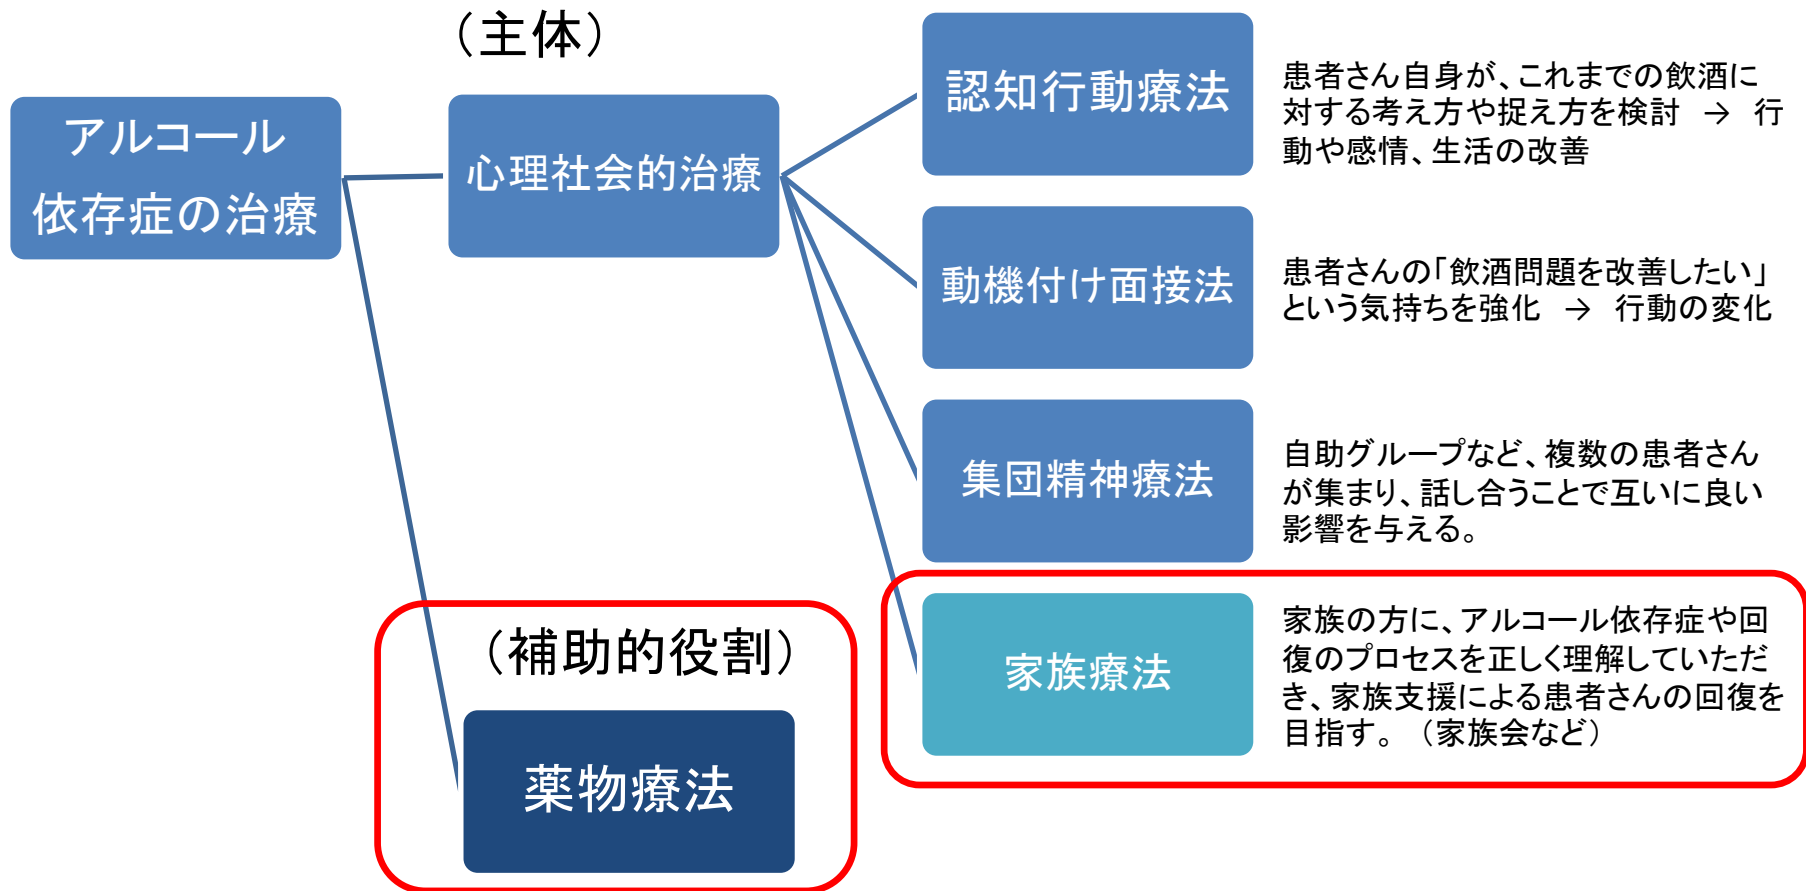 （主体）
アルコール
依存症の治療
心理社会的治療
認知行動療法
患者さん自身が、これまでの飲酒に
対する考え方や捉え方を検討　→　行
動や感情、生活の改善
動機付け面接法
患者さんの「飲酒問題を改善したい」
という気持ちを強化　→　行動の変化
集団精神療法
自助グループなど、複数の患者さん
が集まり、話し合うことで互いに良い
影響を与える。
家族療法
家族の方に、アルコール依存症や回
復のプロセスを正しく理解していただ
き、家族支援による患者さんの回復を
目指す。（家族会など）
（補助的役割）
薬物療法